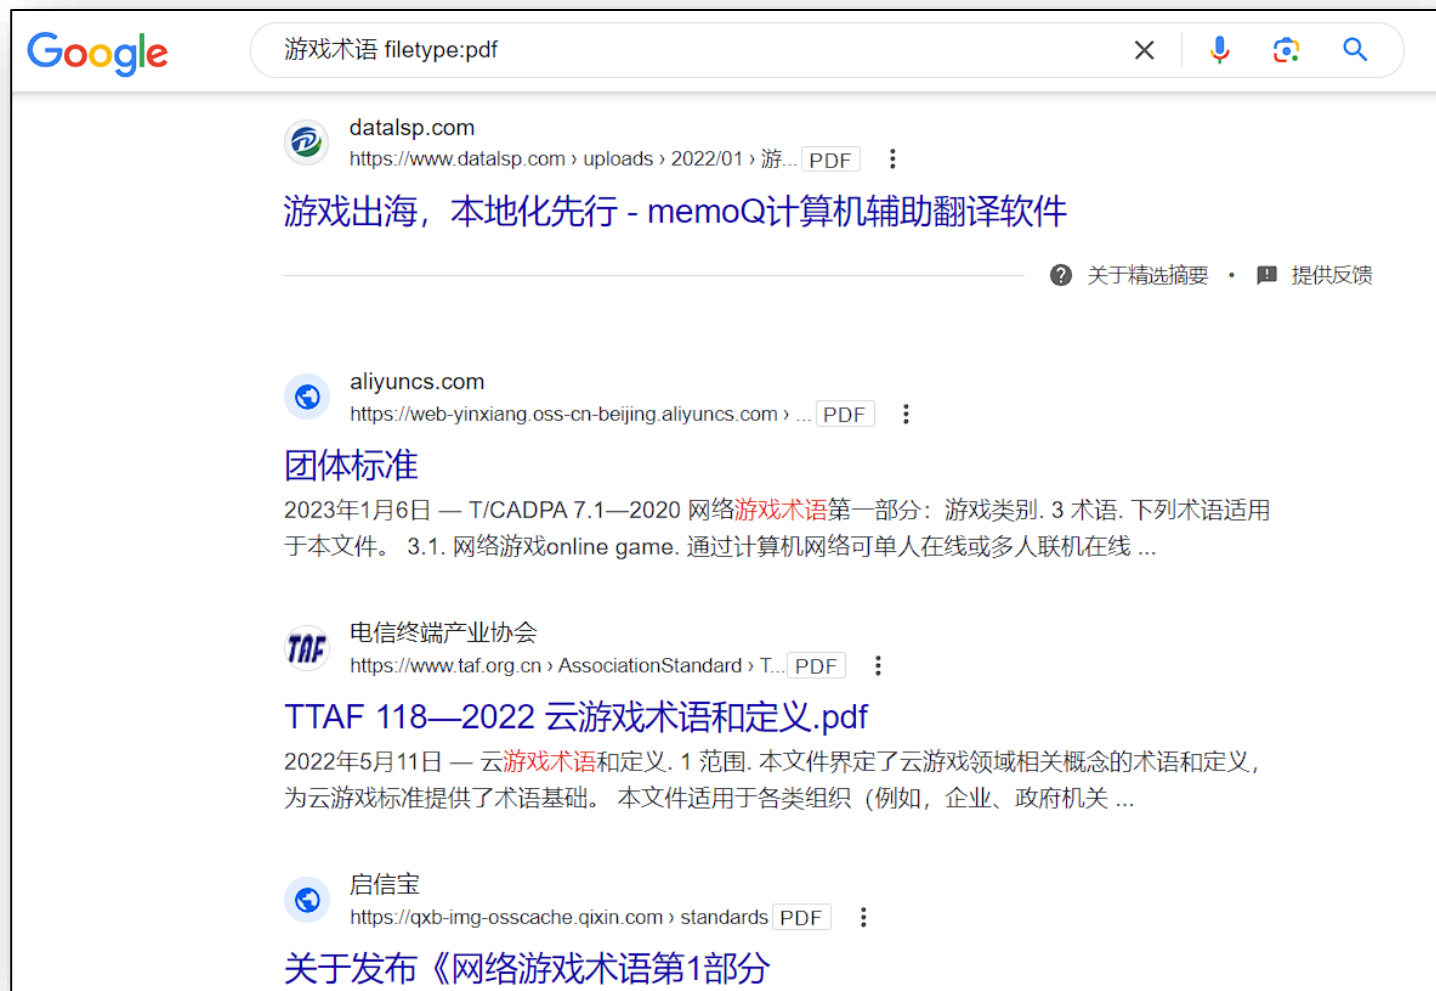 Google
游戏术语 filetype:pdf
datalsp.com
https://www.datalsp.com › uploads › 2022/01 › 游... PDF
游戏出海，本地化先行 - memoQ计算机辅助翻译软件
关于精选摘要 • 提供反馈
aliyuncs.com
https://web-yinxiang.oss-cn-beijing.aliyuncs.com › ... PDF
团体标准
2023年1月6日 — T/CADPA 7.1—2020 网络游戏术语第一部分：游戏类别. 3 术语. 下列术语适用
于本文件。 3.1. 网络游戏online game. 通过计算机网络可单人在线或多人联机在线 ...
TAF
电信终端产业协会
https://www.taf.org.cn › AssociationStandard › T... PDF
TTAF 118—2022 云游戏术语和定义.pdf
2022年5月11日 — 云游戏术语和定义. 1 范围. 本文件界定了云游戏领域相关概念的术语和定义，
为云游戏标准提供了术语基础。 本文件适用于各类组织（例如，企业、政府机关 ...
启信宝
https://qxb-img-osscache.qixin.com › standards PDF
关于发布《网络游戏术语第1部分